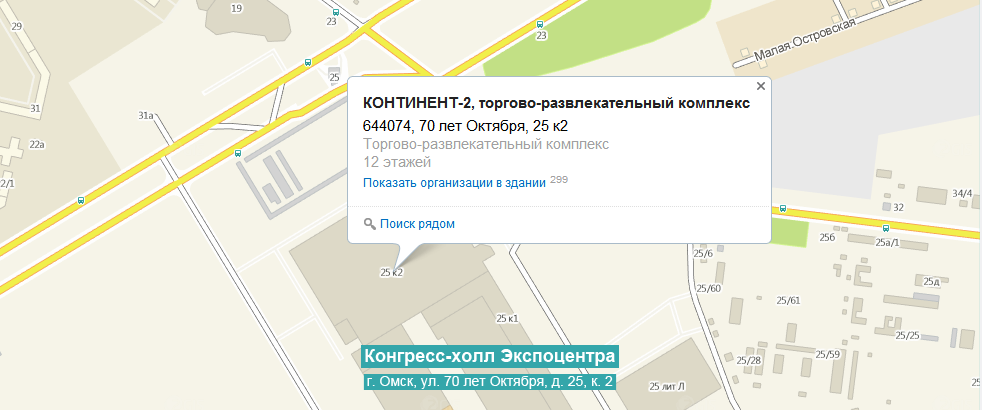 29
19
23
23
Малая.Островская
25
31а
22а
2/1
КОНТИНЕНТ-2, торгово-развлекательный комплекс
644074, 70 лет Октября, 25 к2
Торгово-развлекательный комплекс
12 этажей
Показать организации в здании 299
Поиск рядом
34/4
32
25б
25а/1
25/6
25 к2
25/60
25д
25/61
25 к1
25/25
Конгресс-холл Экспоцентра
г. Омск, ул. 70 лет Октября, д. 25, к. 2
25/28
25/59
25 лит Л